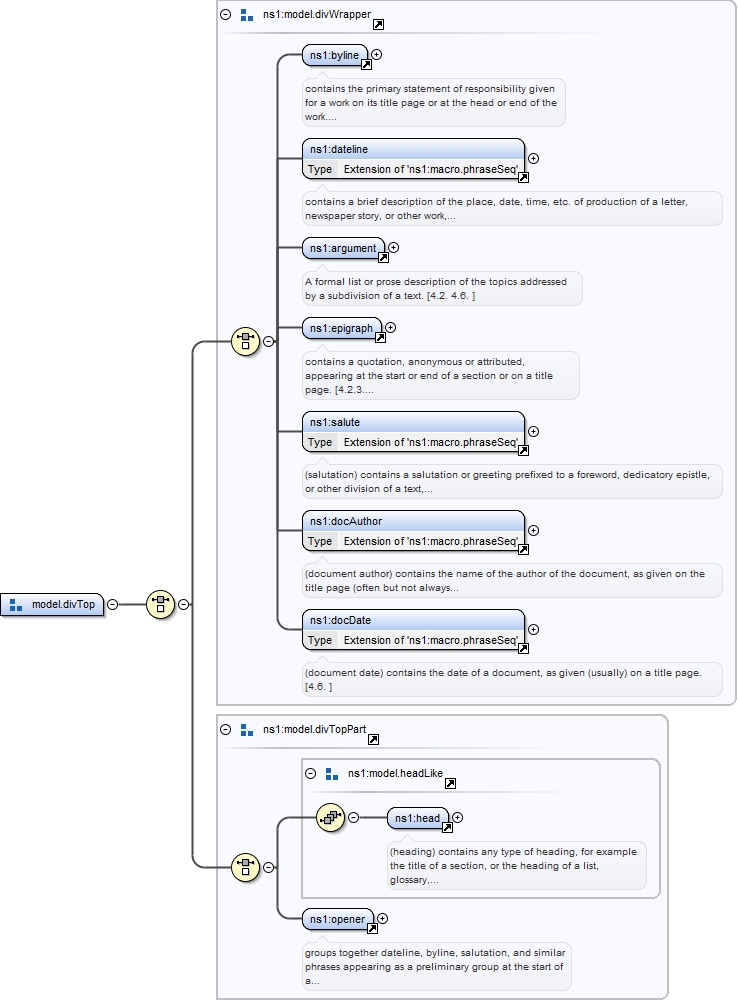 ns1:model.divWrapper
ns1:byline
contains the primary statement of responsibility given
for a work on its title page or at the head or end of the
work....
ns1:dateline
Type Extension of 'ns1:macro.phraseSeq'
contains a brief description of the place, date, time, etc. of production of a letter,
newspaper story, or other work,...
ns1:argument
A formal list or prose description of the topics addressed
by a subdivision of a text. [4.2. 4.6. ]
ns1:epigraph
contains a quotation, anonymous or attributed,
appearing at the start or end of a section or on a title
page. [4.2.3....
ns1:salute
Type Extension of 'ns1:macro.phraseSeq'
(salutation) contains a salutation or greeting prefixed to a foreword, dedicatory epistle,
or other division of a text,...
ns1:docAuthor
Type Extension of 'ns1:macro.phraseSeq'
(document author) contains the name of the author of the document, as given on the
title page (often but not always...
model.divTop
ns1:docDate
Type Extension of 'ns1:macro.phraseSeq'
(document date) contains the date of a document, as given (usually) on a title page.
[4.6. ]
ns1:model.divTopPart
ns1:model.headLike
ns1:head
(heading) contains any type of heading, for example
the title of a section, or the heading of a list,
glossary,...
ns1:opener
groups together dateline, byline, salutation, and similar
phrases appearing as a preliminary group at the start of
a...